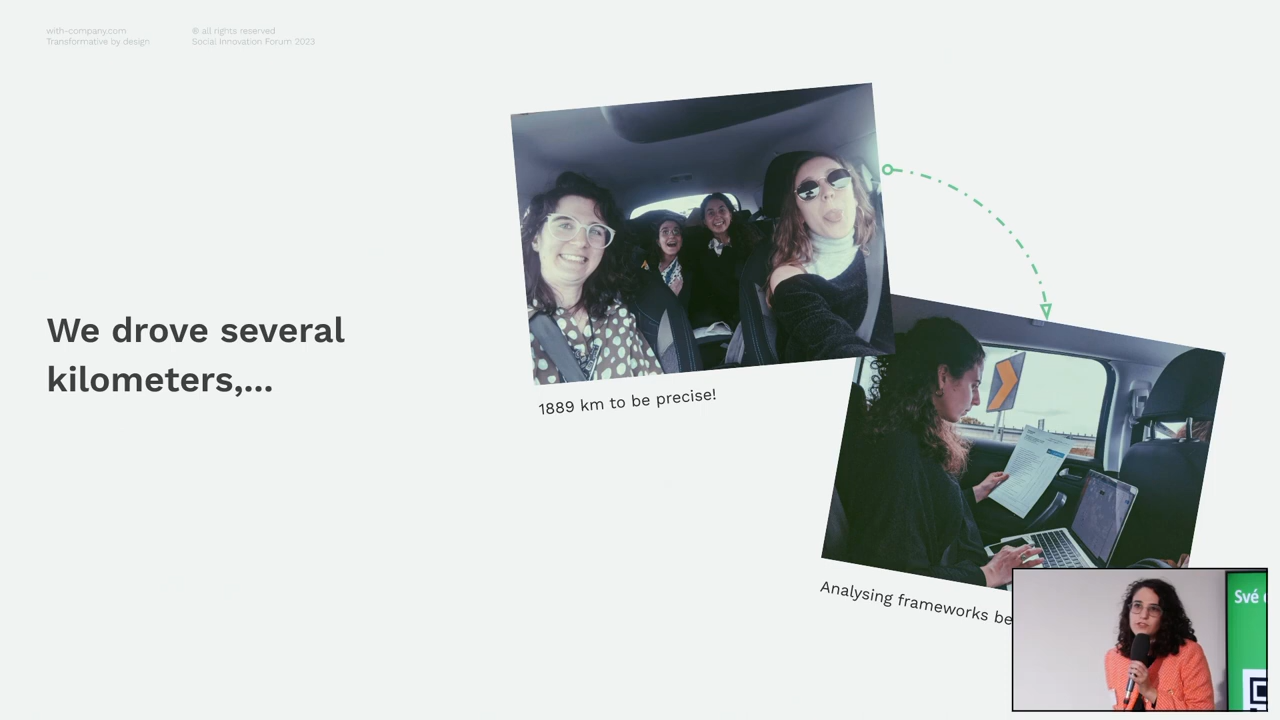 with-company.com
Transformative by design
® all rights reserved
Social Innovation Forum 2023
We drove several
kilometers,...
1889 km to be precise!
Analysing frameworks be
Své